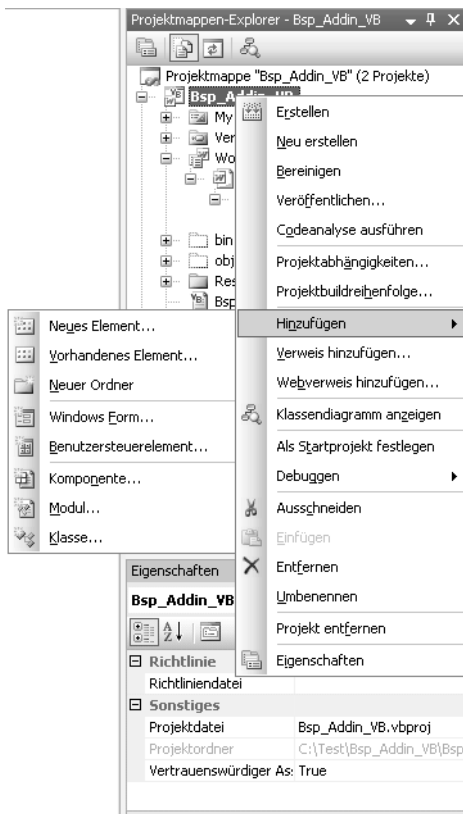 Projektmappen-Explorer - Bsp_Addin_VB
Projektmappe "Bsp_Addin_VB" (2 Projekte)
Bsp_Addin_VB
My
Ver
Wo
bin
obj
Res
Bsp
Erstellen
Neu erstellen
Bereinigen
Veröffentlichen...
Codeanalyse ausführen
Projektabhängigkeiten...
Projektbuildreihenfolge...
Hinzufügen
Verweis hinzufügen...
Webverweis hinzufügen...
Klassendiagramm anzeigen
Als Startprojekt festlegen
Debuggen
Ausschneiden
Einfügen
Entfernen
Umbenennen
Projekt entfernen
Eigenschaften
Neues Element...
Vorhandenes Element...
Neuer Ordner
Windows Form...
Benutzersteuerelement...
Komponente...
Modul...
Klasse...
Eigenschaften
Bsp_Addin_VB
Richtlinie
Richtliniendatei
Sonstiges
Projektdatei Bsp_Addin_VB.vbproj
Projektordner C:\Test\Bsp_Addin_VB\Bsp
Vertrauenswürdiger As: True